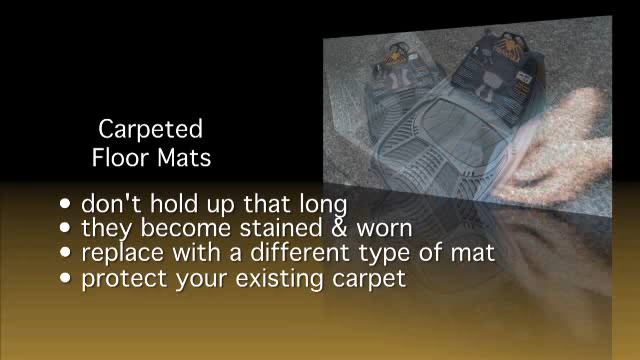 Carpeted
Floor Mats
• don't hold up that long
• they become stained & worn
• replace with a different type of mat
• protect your existing carpet